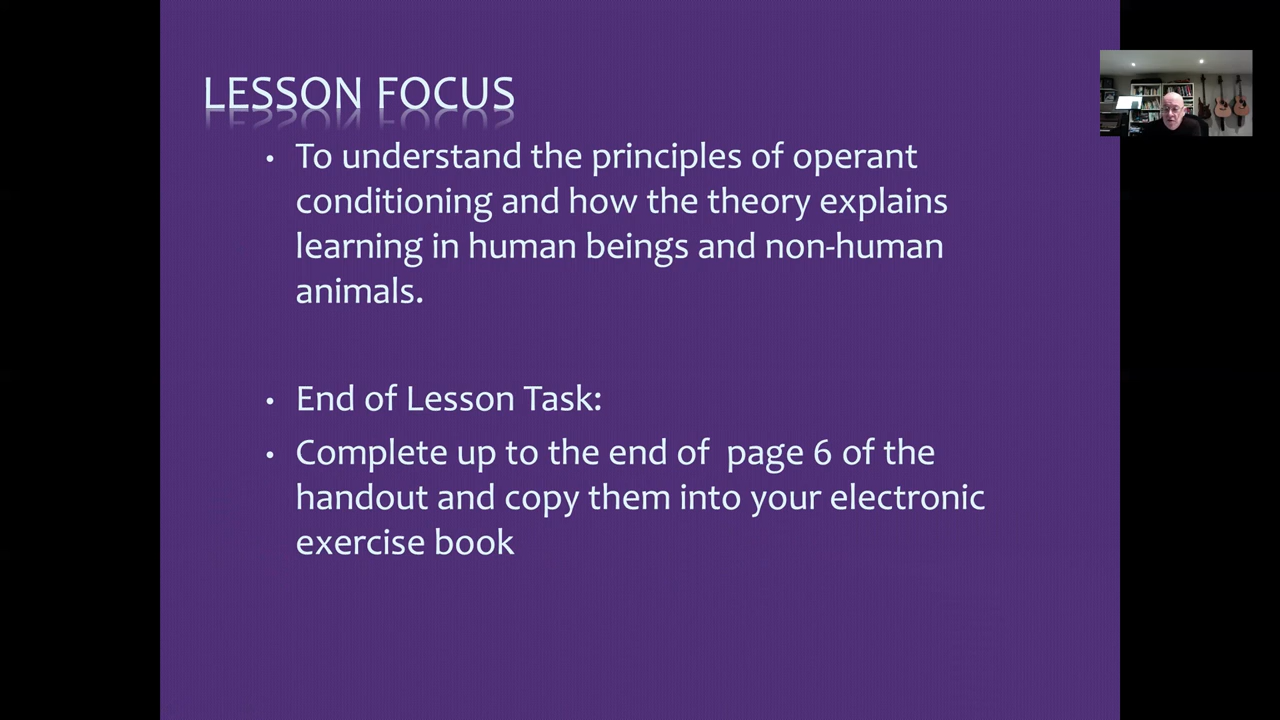 LESSON FOCUS
• To understand the principles of operant
conditioning and how the theory explains
learning in human beings and non-human
animals.
• End of Lesson Task:
• Complete up to the end of  page 6 of the
handout and copy them into your electronic
exercise book